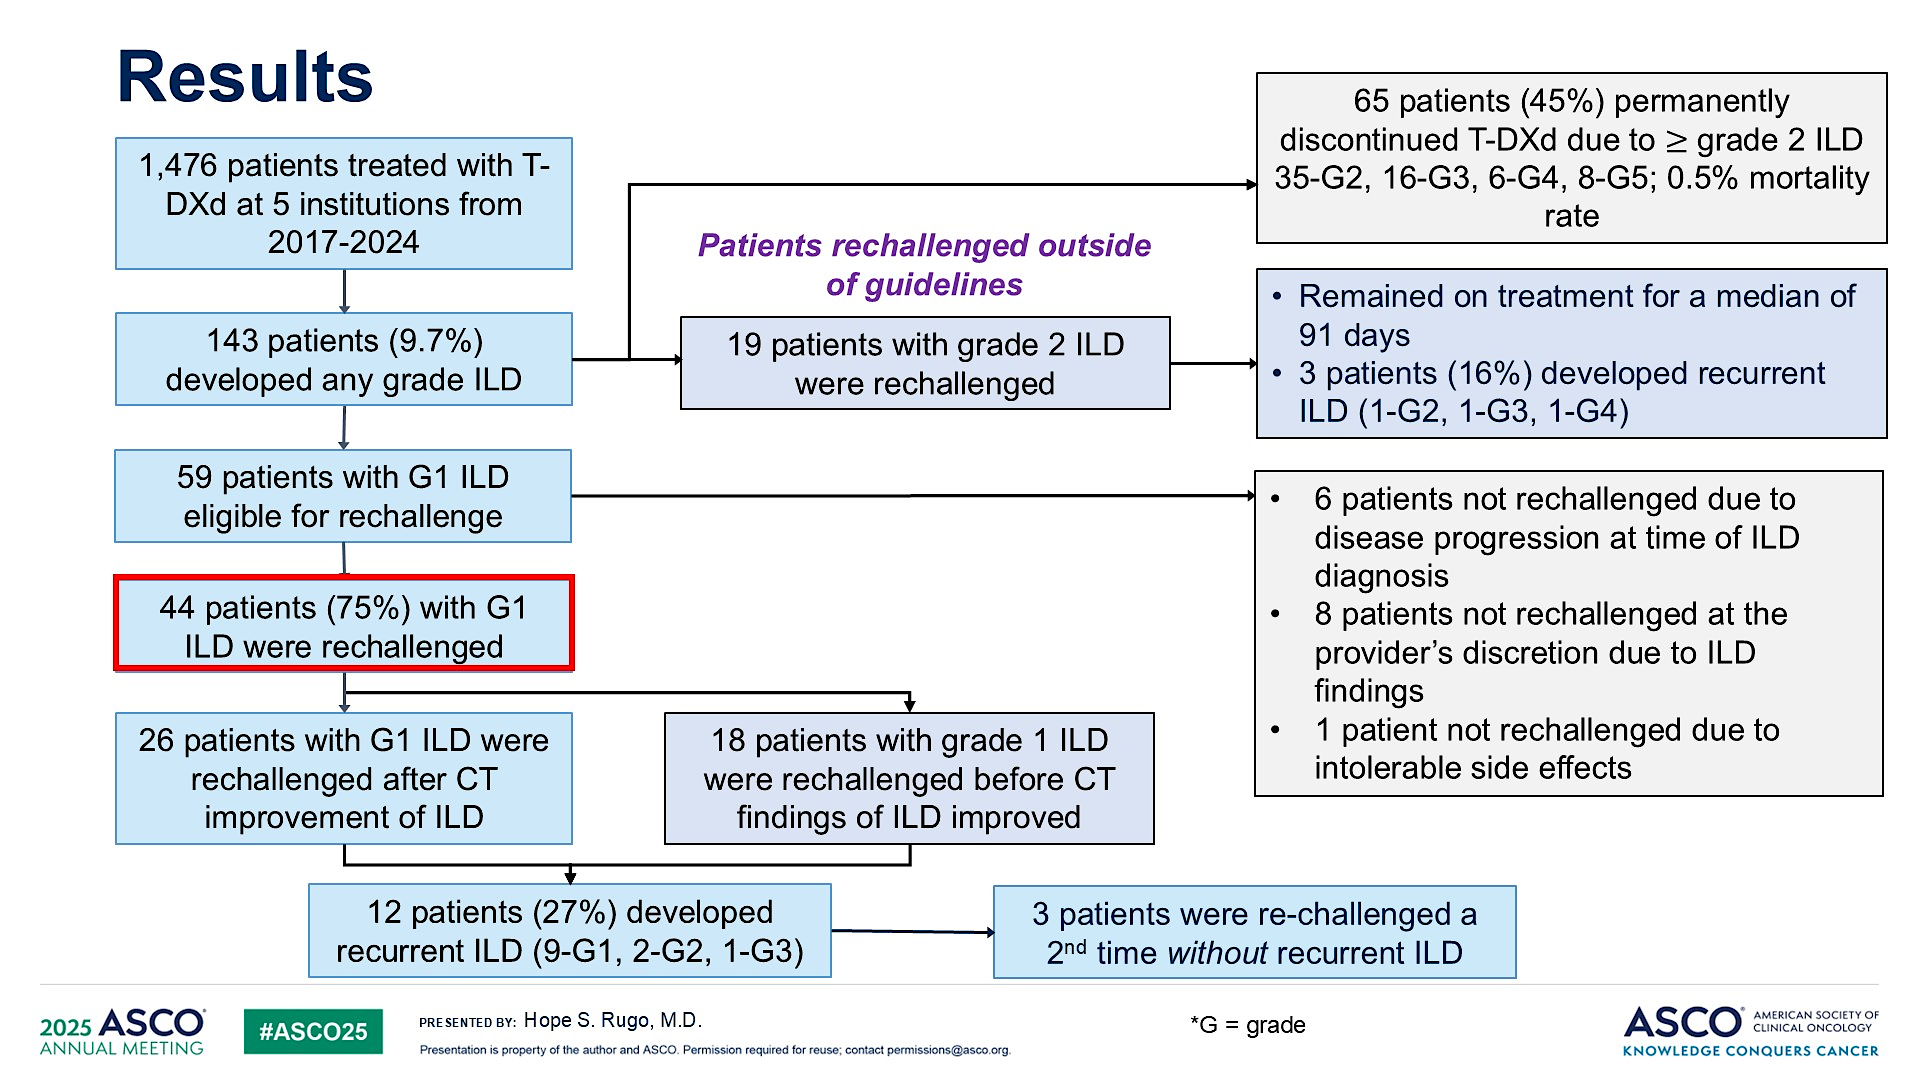 Results
1,476 patients treated with T-
DXd at 5 institutions from
2017-2024
143 patients (9.7%)
developed any grade ILD
59 patients with G1 ILD
eligible for rechallenge
44 patients (75%) with G1
ILD were rechallenged
26 patients with G1 ILD were
rechallenged after CT
improvement of ILD
18 patients with grade 1 ILD
were rechallenged before CT
findings of ILD improved
12 patients (27%) developed
recurrent ILD (9-G1, 2-G2, 1-G3)
3 patients were re-challenged a
2nd time without recurrent ILD
Patients rechallenged outside
of guidelines
19 patients with grade 2 ILD
were rechallenged
65 patients (45%) permanently
discontinued T-DXd due to ≥ grade 2 ILD
35-G2, 16-G3, 6-G4, 8-G5; 0.5% mortality
rate
• Remained on treatment for a median of
91 days
• 3 patients (16%) developed recurrent
ILD (1-G2, 1-G3, 1-G4)
• 6 patients not rechallenged due to
disease progression at time of ILD
diagnosis
• 8 patients not rechallenged at the
provider’s discretion due to ILD
findings
• 1 patient not rechallenged due to
intolerable side effects
2025 ASCO®
ANNUAL MEETING
#ASCO25
PRESENTED BY: Hope S. Rugo, M.D.
Presentation is property of the author and ASCO. Permission required for reuse; contact permissions@asco.org.
*G = grade
ASCO® AMERICAN SOCIETY OF
CLINICAL ONCOLOGY
KNOWLEDGE CONQUERS CANCER